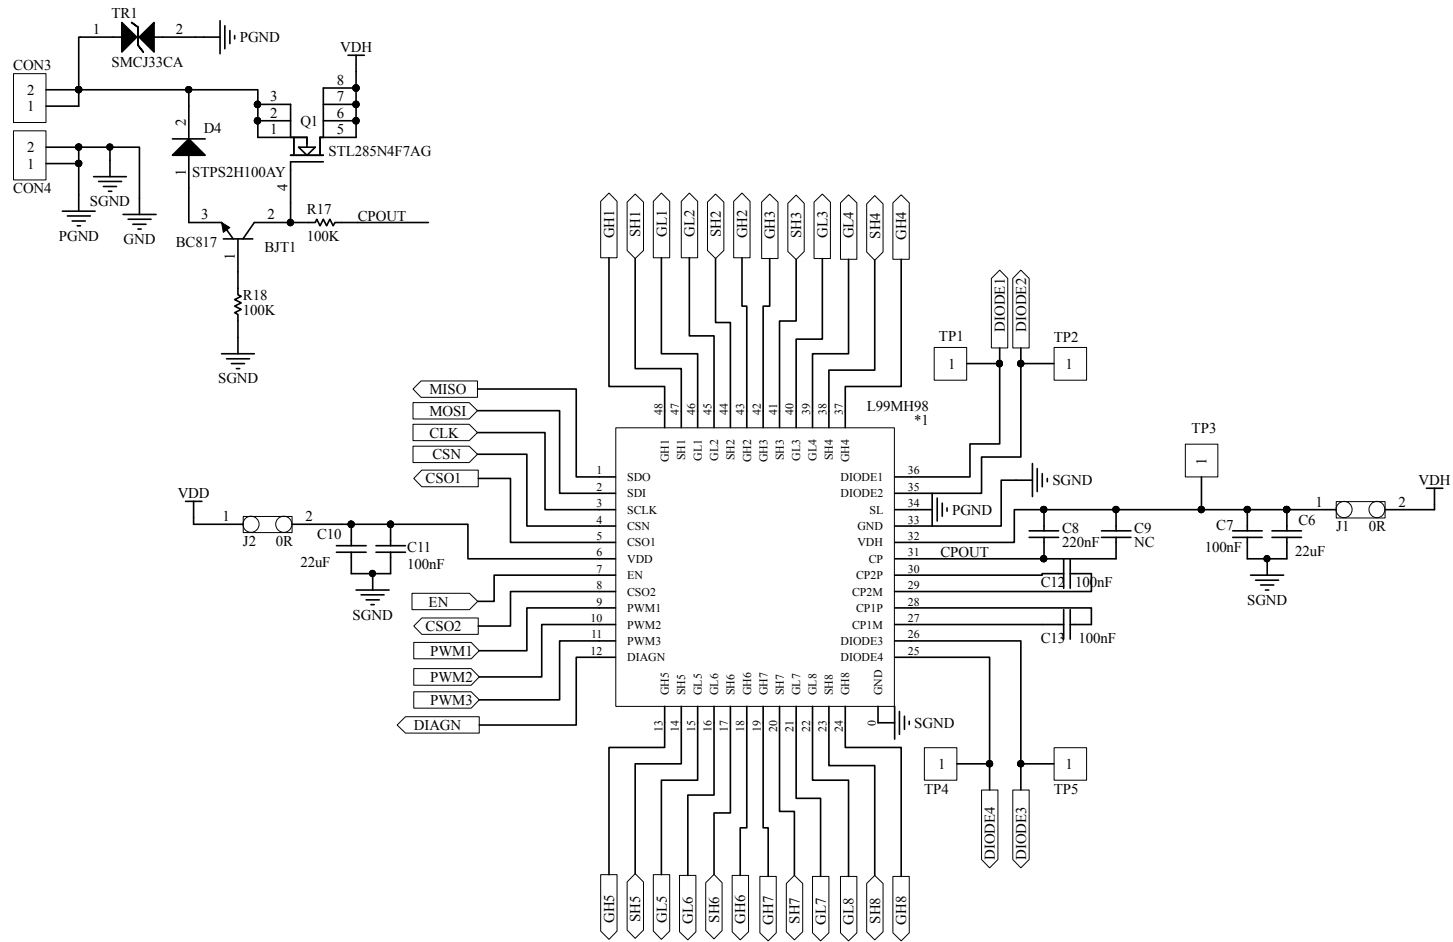 TR1
1 2
PGND
SMCJ33CA
VDH
CON3
2
1
3
2
1
Q1
8
7
6
5
STL285N4F7AG
4
2
D4
STPS2H100AY
1
2
1
CON4
SGND
PGND
GND
3
2
BC817
BJT1
1
R17
100K
CPOUT
R18
100K
SGND
GH1 SH1 GL1 GL2 SH2 GH2 GH3 SH3 GL3 GL4 SH4 GH4
DIODE1 DIODE2
TP1
1
TP2
1
L99MH98
*1
48 47 46 45 44 43 42 41 40 39 38 37
GH1 SH1 GL1 GL2 SH2 GH2 GH3 SH3 GL3 GL4 SH4 GH4
MISO
MOSI
CLK
CSN
CSO1
EN
CSO2
PWM1
PWM2
PWM3
DIAGN
1 SDO
2 SDI
3 SCLK
4 CSN
5 CSO1
6 VDD
7 EN
8 CSO2
9 PWM1
10 PWM2
11 PWM3
12 DIAGN
DIODE1 36
DIODE2 35
SL 34
GND 33
VDH 32
CP 31
CP2P 30
CP2M 29
CP1P 28
CP1M 27
DIODE3 26
DIODE4 25
SGND
PGND
CPOUT
VDD
1 2
J2 0R
C10
22uF
C11
100nF
SGND
C8
220nF
C9
NC
C12 100nF
C13 100nF
TP3
1
C7
100nF
C6
22uF
SGND
1 2
J1 0R
VDH
GH5 SH5 GL5 GL6 SH6 GH6 GH7 SH7 GL7 GL8 SH8 GH8 GND
13 14 15 16 17 18 19 20 21 22 23 24 0
SGND
TP4
1
TP5
1
DIODE4 DIODE3
GH5 SH5 GL5 GL6 SH6 GH6 GH7 SH7 GL7 GL8 SH8 GH8